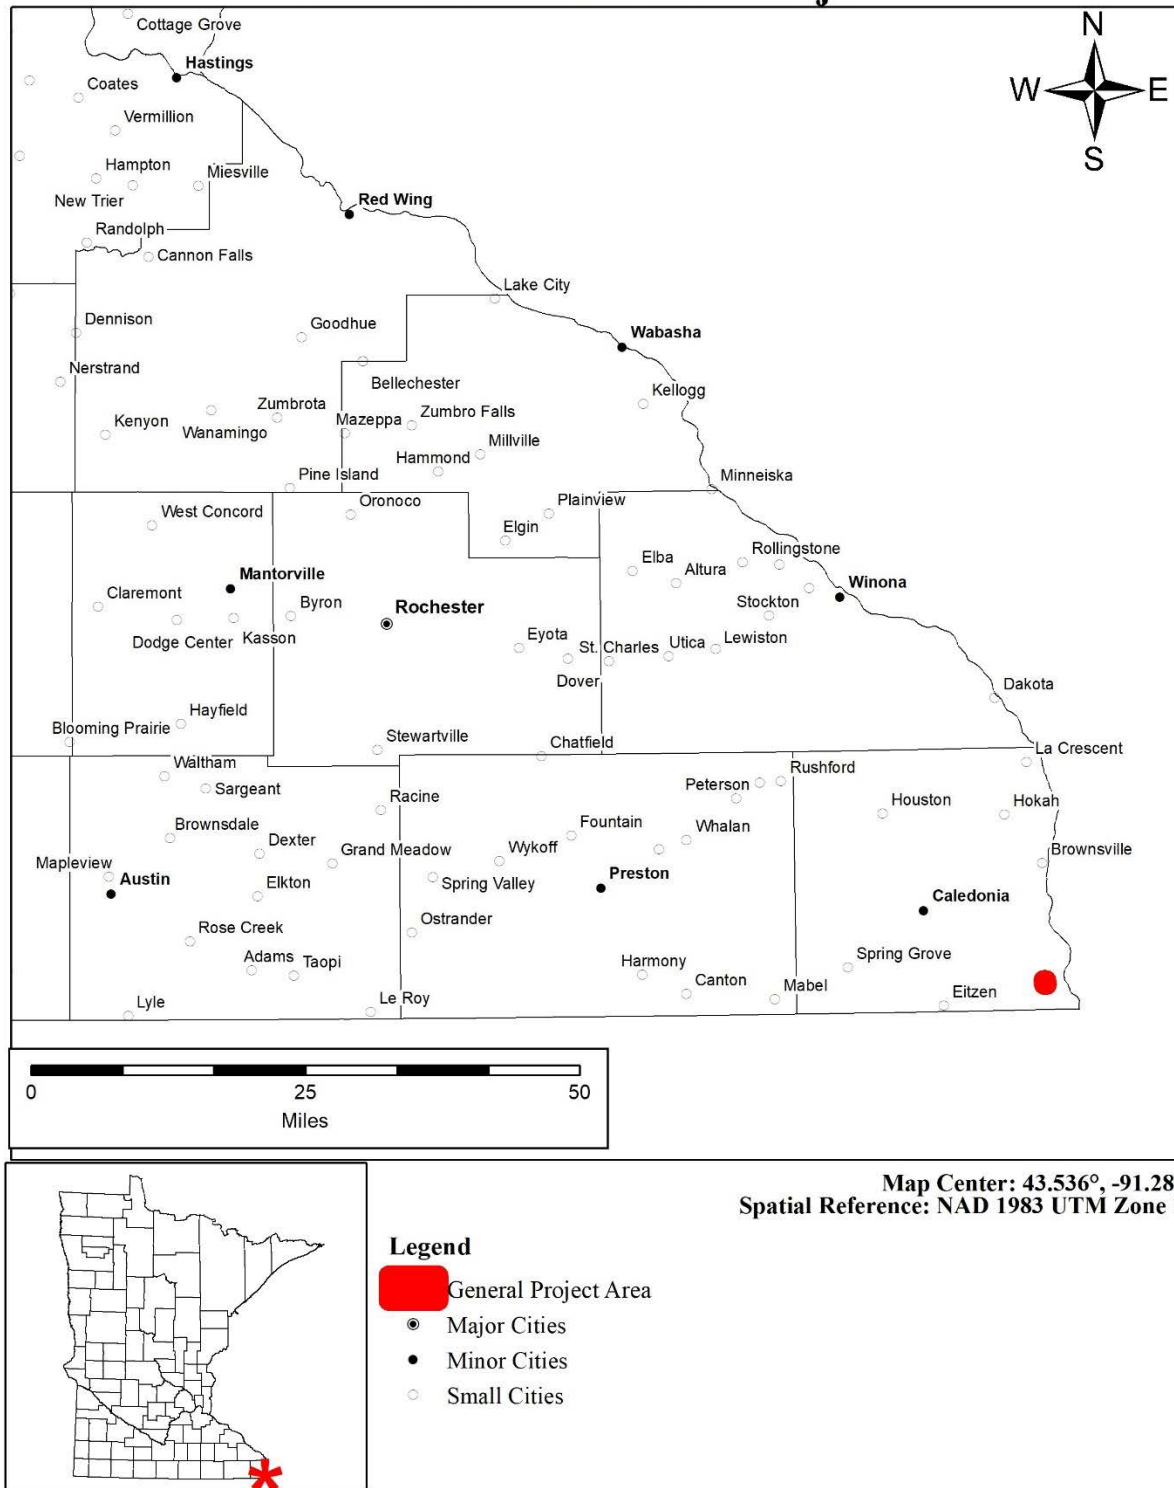 Cottage Grove
N
Hastings
Coates
W
E
Vermillion
S
Hampton
Miesville
New Trier
Red Wing
Randolph
Cannon Falls
Lake City
Dennison
Goodhue
Wabasha
Nerstrand
Bellechester
Kellogg
Zumbrota
Zumbro Falls
Kenyon
Wanamingo
Mazeppa
Millville
Hammond
Pine Island
Minneiska
Oronoco
Plainview
West Concord
Elgin
Rollingstone
Elba
Altura
Mantorville
Winona
Claremont
Byron
Rochester
Stockton
Dodge Center
Kasson
Eyota
St. Charles
Utica
Lewiston
Dover
Dakota
Hayfield
Blooming Prairie
Stewartville
Chatfield
La Crescent
Waltham
Rushford
Peterson
Sargeant
Racine
Houston
Hokah
Brownsdale
Fountain
Whalan
Dexter
Grand Meadow
Wykoff
Brownsville
Mapleview
Austin
Elkton
Spring Valley
Preston
Caledonia
Rose Creek
Ostrander
Adams
Taopi
Harmony
Spring Grove
Canton
Mabel
Eitzen
Lyle
Le Roy
0 25 50
Miles
Map Center: 43.536°, -91.28
Spatial Reference: NAD 1983 UTM Zone
Legend
General Project Area
Major Cities
Minor Cities
Small Cities